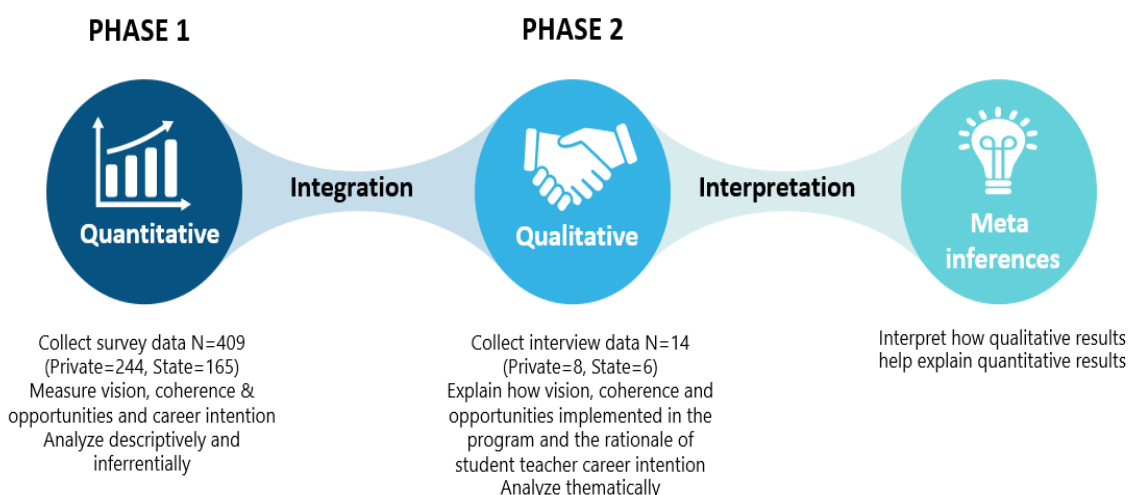 PHASE 1
PHASE 2
Quantitative
Integration
Qualitative
Interpretation
Meta
inferences
Collect survey data N=409
(Private=244, State=165)
Measure vision, coherence &
opportunities and career intention
Analyze descriptively and
inferrentially
Collect interview data N=14
(Private=8, State=6)
Explain how vision, coherence and
opportunities implemented in the
program and the rationale of
student teacher career intention
Analyze thematically
Interpret how qualitative results
help explain quantitative results